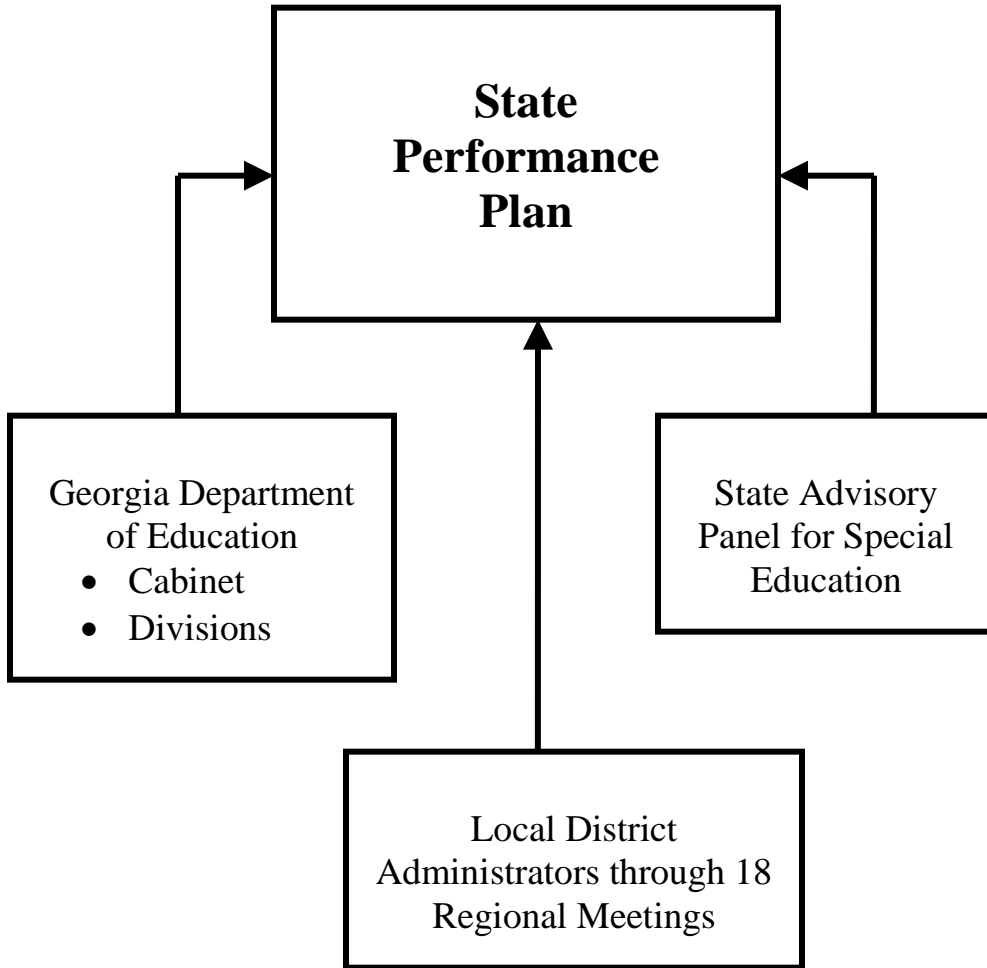 State
Performance
Plan
Georgia Department
of Education
• Cabinet
• Divisions
State Advisory
Panel for Special
Education
Local District
Administrators through 18
Regional Meetings